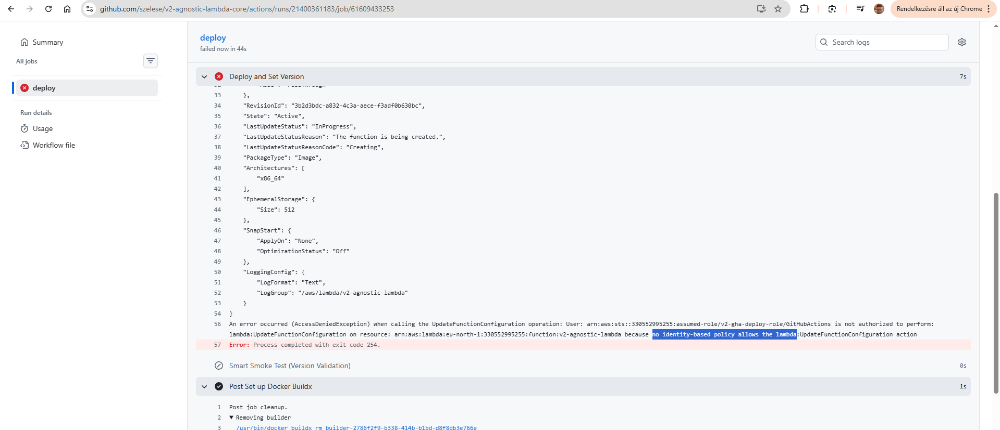 github.com/szelese/v2-agnostic-lambda-core/actions/runs/21400361183/job/61609433253
Rendelkezésre áll az új Chrome
Summary
All jobs
deploy
Run details
Usage
Workflow file
deploy
failed now in 44s
Search logs
Deploy and Set Version
7s
33 },
34 "RevisionId": "3b2d3bdc-a832-4c3a-aece-f3adf0b630bc",
35 "State": "Active",
36 "LastUpdateStatus": "InProgress",
37 "LastUpdateStatusReason": "The function is being created.",
38 "LastUpdateStatusReasonCode": "Creating",
39 "PackageType": "Image",
40 "Architectures": [
41 "x86_64"
42 ],
43 "EphemeralStorage": {
44 "Size": 512
45 },
46 "SnapStart": {
47 "ApplyOn": "None",
48 "OptimizationStatus": "Off"
49 },
50 "LoggingConfig": {
51 "LogFormat": "Text",
52 "LogGroup": "/aws/lambda/v2-agnostic-lambda"
53 }
54 }
56 An error occurred (AccessDeniedException) when calling the UpdateFunctionConfiguration operation: User: arn:aws:sts::330552995255:assumed-role/v2-gha-deploy-role/GitHubActions is not authorized to perform:
lambda:UpdateFunctionConfiguration on resource: arn:aws:lambda:eu-north-1:330552995255:function:v2-agnostic-lambda because no identity-based policy allows the lambda:UpdateFunctionConfiguration action
57 Error: Process completed with exit code 254.
Smart Smoke Test (Version Validation)
0s
Post Set up Docker Buildx
1s
1 Post job cleanup.
2 Removing builder
3 /usr/bin/docker buildx rm builder-2786f2f9-b338-414b-b1bd-d8f8db3e766e